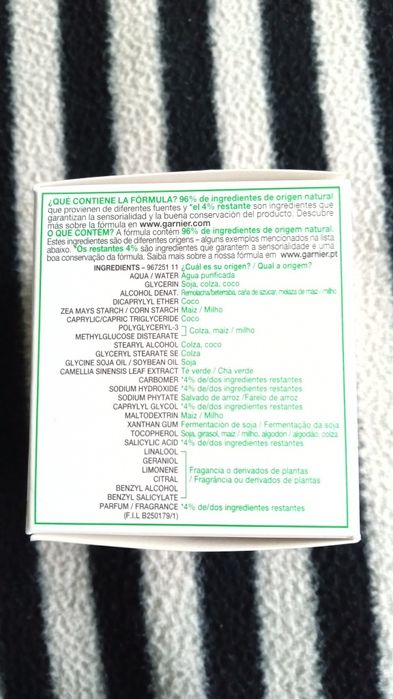 ¿QUÉ CONTIENE LA FÓRMULA? 96% de ingredientes de origen natural
que provienen de diferentes fuentes y *el 4% restante son ingredientes que
garantizan la sensorialidad y la buena conservación del producto. Descubre
más sobre la fórmula en www.garnier.com
O QUE CONTÉM? A fórmula contém 96% de ingredientes de origem natural.
Estes ingredientes são de diferentes origens – alguns exemplos mencionados na lista
abaixo. *Os restantes 4% são ingredientes que garantem a sensorialidade e uma
boa conservação da fórmula. Saiba mais sobre a nossa fórmula em www.garnier.pt
INGREDIENTS – 967251 11 ¿Cuál es su origen? / Qual a origem?
AQUA / WATER Agua purificada
GLYCERIN Soja, colza, coco
ALCOHOL DENAT. Remolacha/beterraba, caña de azúcar, melaza de maíz / milho
DICAPRYLYL ETHER Coco
ZEA MAYS STARCH / CORN STARCH Maíz / Milho
CAPRYLIC/CAPRIC TRIGLYCERIDE Coco
POLYGLYCERYL-3
METHYLGLUCOSE DISTEARATE Colza, maíz / milho
STEARYL ALCOHOL Colza, coco
GLYCERYL STEARATE SE Colza
GLYCINE SOJA OIL / SOYBEAN OIL Soja
CAMELLIA SINENSIS LEAF EXTRACT Té verde / Chá verde
CARBOMER *4% de/dos ingredientes restantes
SODIUM HYDROXIDE *4% de/dos ingredientes restantes
SODIUM PHYTATE Salvado de arroz /Farelo de arroz
CAPRYLYL GLYCOL *4% de/dos ingredientes restantes
MALTODEXTRIN Maíz / Milho
XANTHAN GUM Fermentación de soja / Fermentação da soja
TOCOPHEROL Soja, girasol, maíz / milho, algodon / algodão, colza
SALICYLIC ACID *4% de/dos ingredientes restantes
LINALOOL
GERANIOL
LIMONENE Fragancia o derivados de plantas
CITRAL / Fragrância ou derivados de plantas
BENZYL ALCOHOL
BENZYL SALICYLATE
PARFUM / FRAGRANCE *4% de/dos ingredientes restantes
(F.I.L B250179/1)